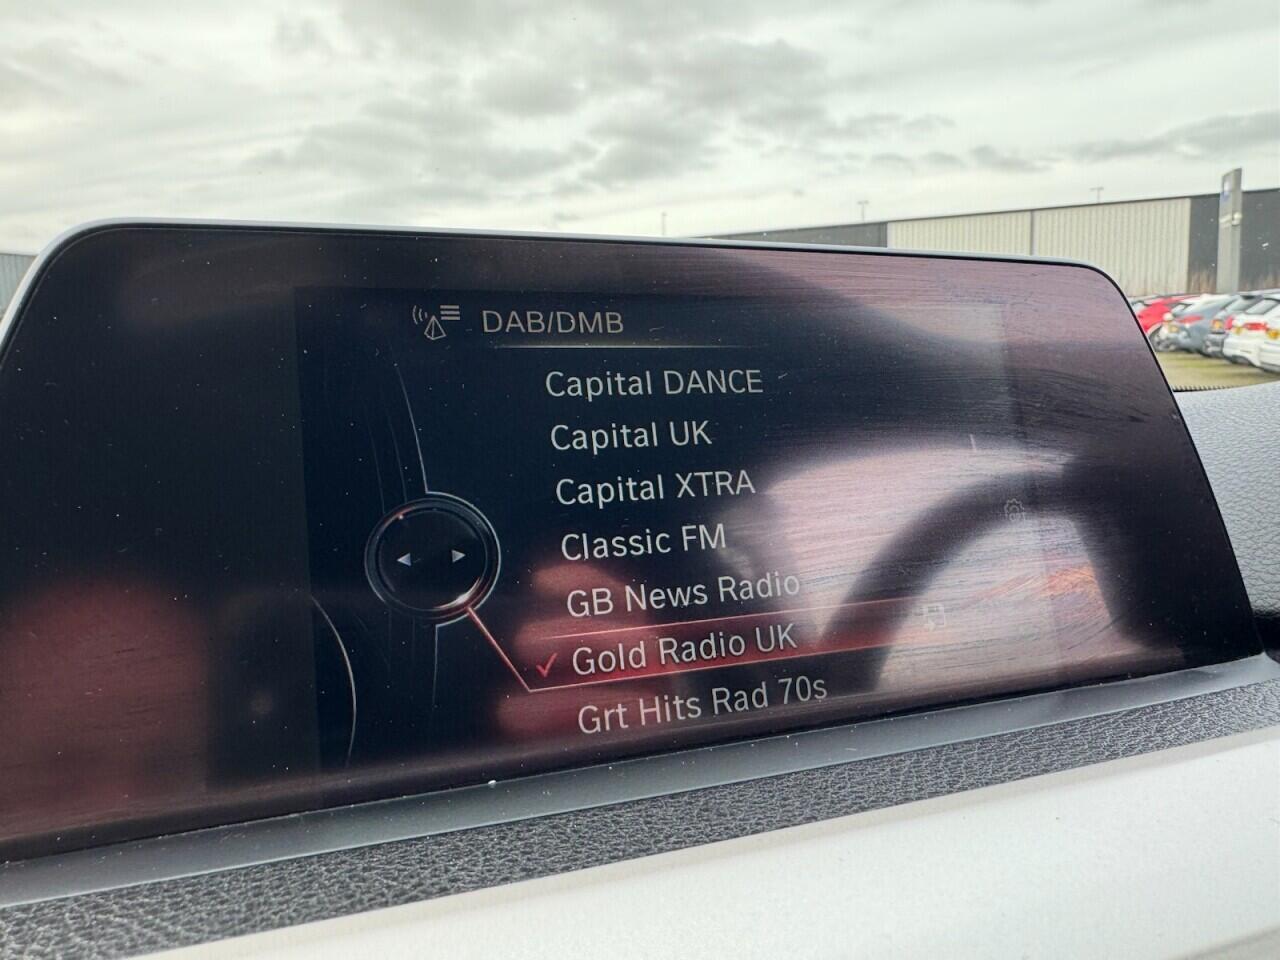 DAB/DMB
Capital DANCE
Capital UK
Capital XTRA
Classic FM
GB News Radio
Gold Radio UK
Grt Hits Rad 70s